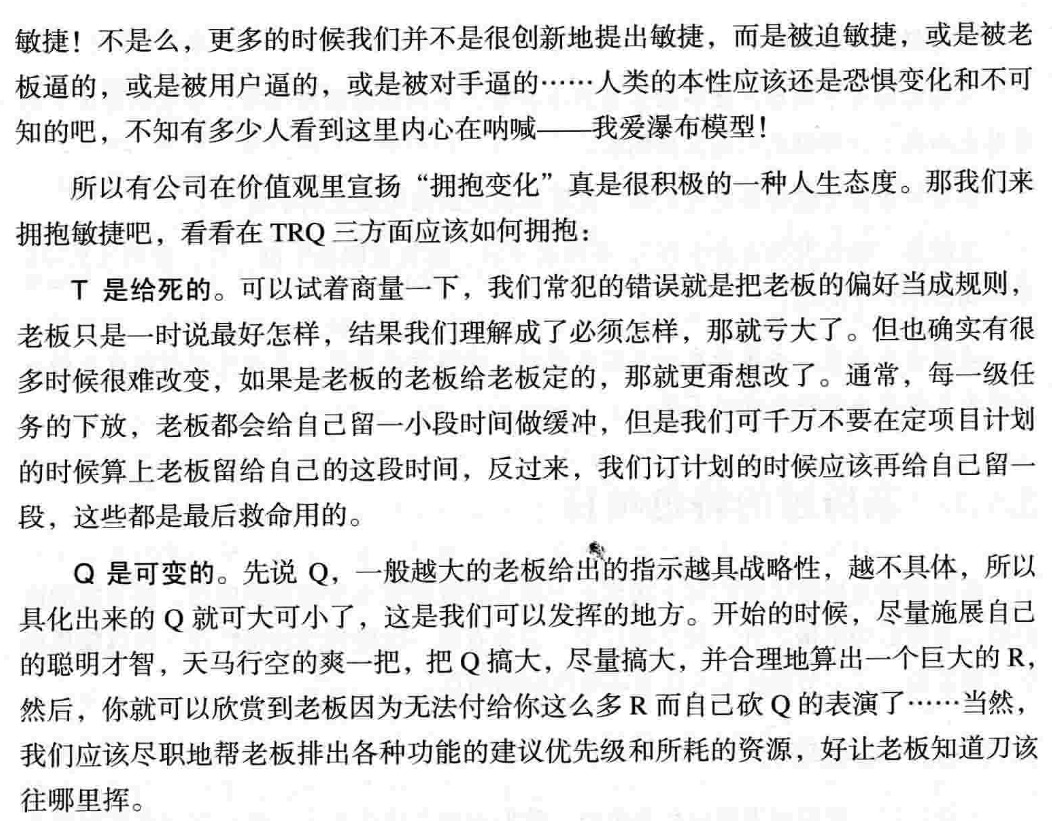 敏捷！不是么，更多的时候我们并不是很创新地提出敏捷，而是被迫敏捷，或是被老
板逼的，或是被用户逼的，或是被对手逼的……人类的本性应该还是恐惧变化和不可
知的吧，不知有多少人看到这里内心在呐喊——我爱瀑布模型！
所以有公司在价值观里宣扬“拥抱变化”真是很积极的一种人生态度。那我们来
拥抱敏捷吧，看看在 TRQ 三方面应该如何拥抱：
T 是给死的。可以试着商量一下，我们常犯的错误就是把老板的偏好当成规则，
老板只是一时说最好怎样，结果我们理解成了必须怎样，那就亏大了。但也确实有很
多时候很难改变，如果是老板的老板给老板定的，那就更甭想改了。通常，每一级任
务的下放，老板都会给自己留一小段时间做缓冲，但是我们可千万不要在定项目计划
的时候算上老板留给自己的这段时间，反过来，我们订计划的时候应该再给自己留一
段，这些都是最后救命用的。
Q 是可变的。先说 Q，一般越大的老板给出的指示越具战略性，越不具体，所以
具化出来的 Q 就可大可小了，这是我们可以发挥的地方。开始的时候，尽量施展自己
的聪明才智，天马行空的爽一把，把 Q 搞大，尽量搞大，并合理地算出一个巨大的 R，
然后，你就可以欣赏到老板因为无法付给你这么多 R 而自己砍 Q 的表演了……当然，
我们应该尽职地帮老板排出各种功能的建议优先级和所耗的资源，好让老板知道刀该
往哪里挥。